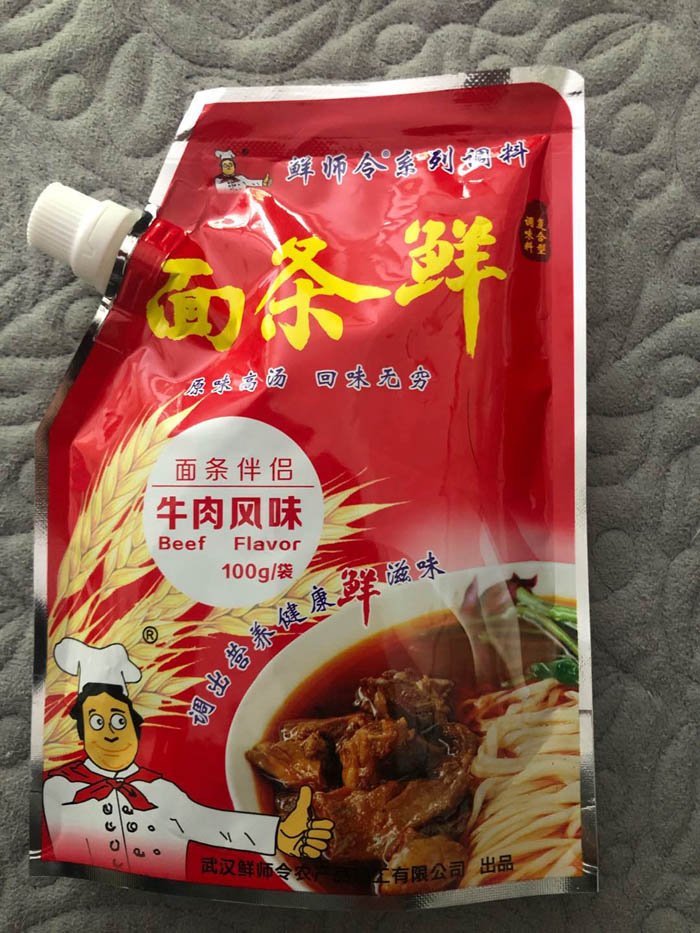 鲜师令®系列调料
复合型
调味料
面条鲜
原味高汤 回味无穷
面条伴侣
牛肉风味
Beef Flavor
100g/袋
调出营养健康鲜滋味
®
武汉鲜师令农产品 工有限公司 出品